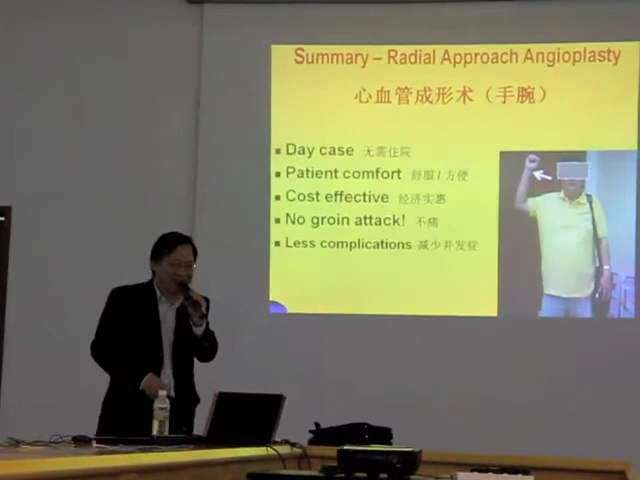 Summary – Radial Approach Angioplasty
心血管成形术（手腕）
Day case 无需住院
Patient comfort 舒服 / 方便
Cost effective 经济实惠
No groin attack! 不痛
Less complications 减少并发症